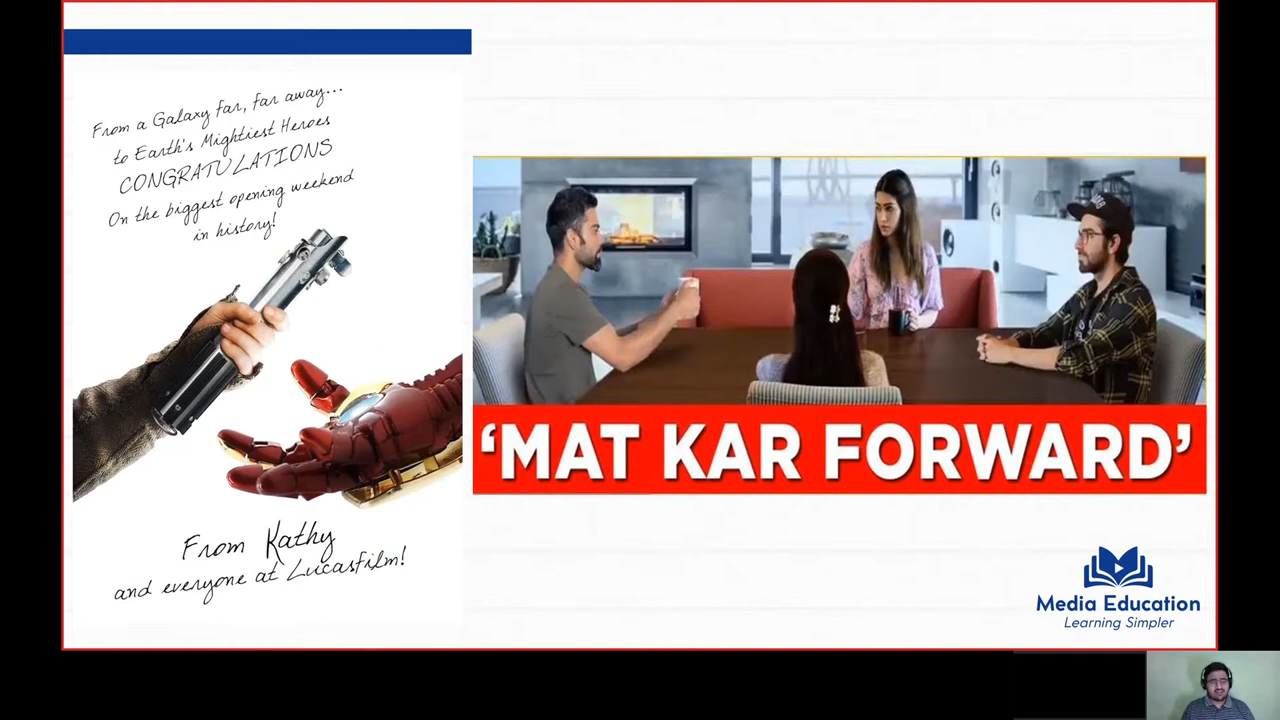 From a Galaxy far, far away...
to Earth's Mightiest Heroes
CONGRATULATIONS
On the biggest opening weekend
in history!
From Kathy
and everyone at Lucasfilm!
‘MAT KAR FORWARD’
Media Education
Learning Simpler